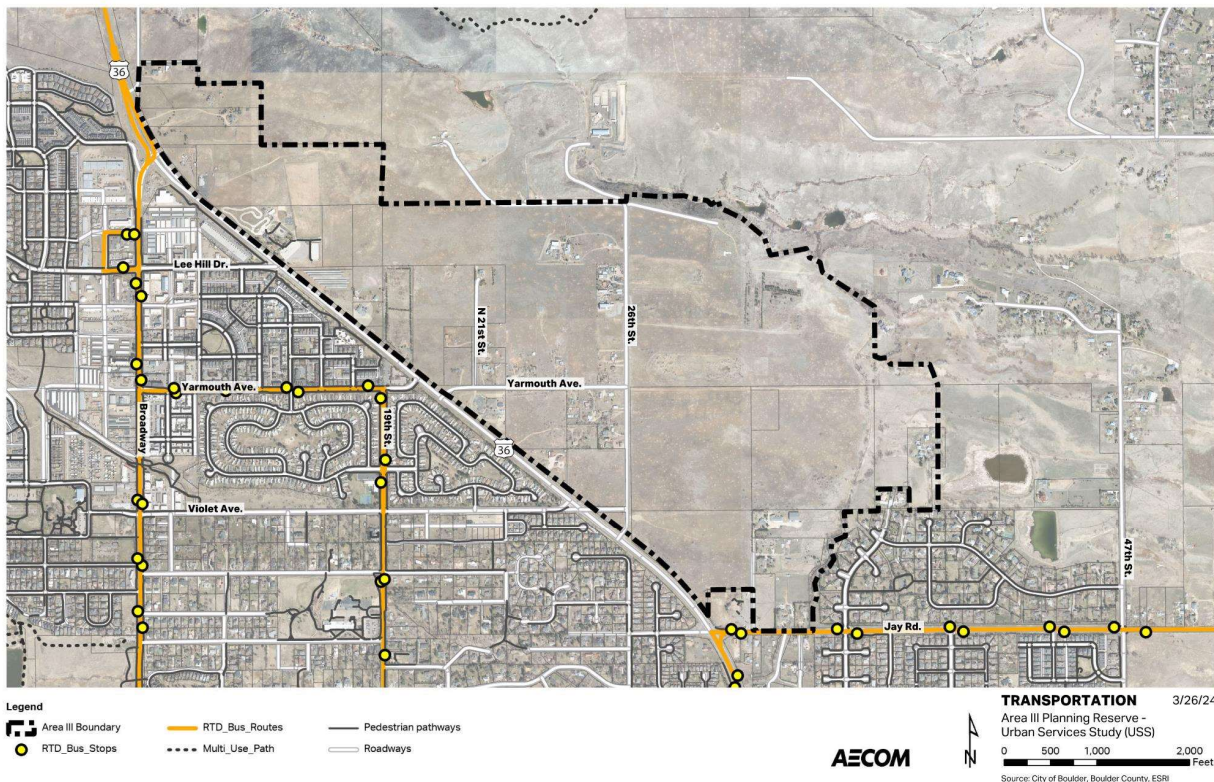 36
Lee Hill Dr.
N 21st St.
26th St.
Yarmouth Ave.
Yarmouth Ave.
Broadway
19th St.
36
Violet Ave.
47th St.
Jay Rd.
Legend
Area III Boundary
RTD_Bus_Routes
Pedestrian pathways
RTD_Bus_Stops
Multi_Use_Path
Roadways
AECOM
N
TRANSPORTATION 3/26/24
Area III Planning Reserve -
Urban Services Study (USS)
0 500 1,000 2,000
Feet
Source: City of Boulder, Boulder County, ESRI